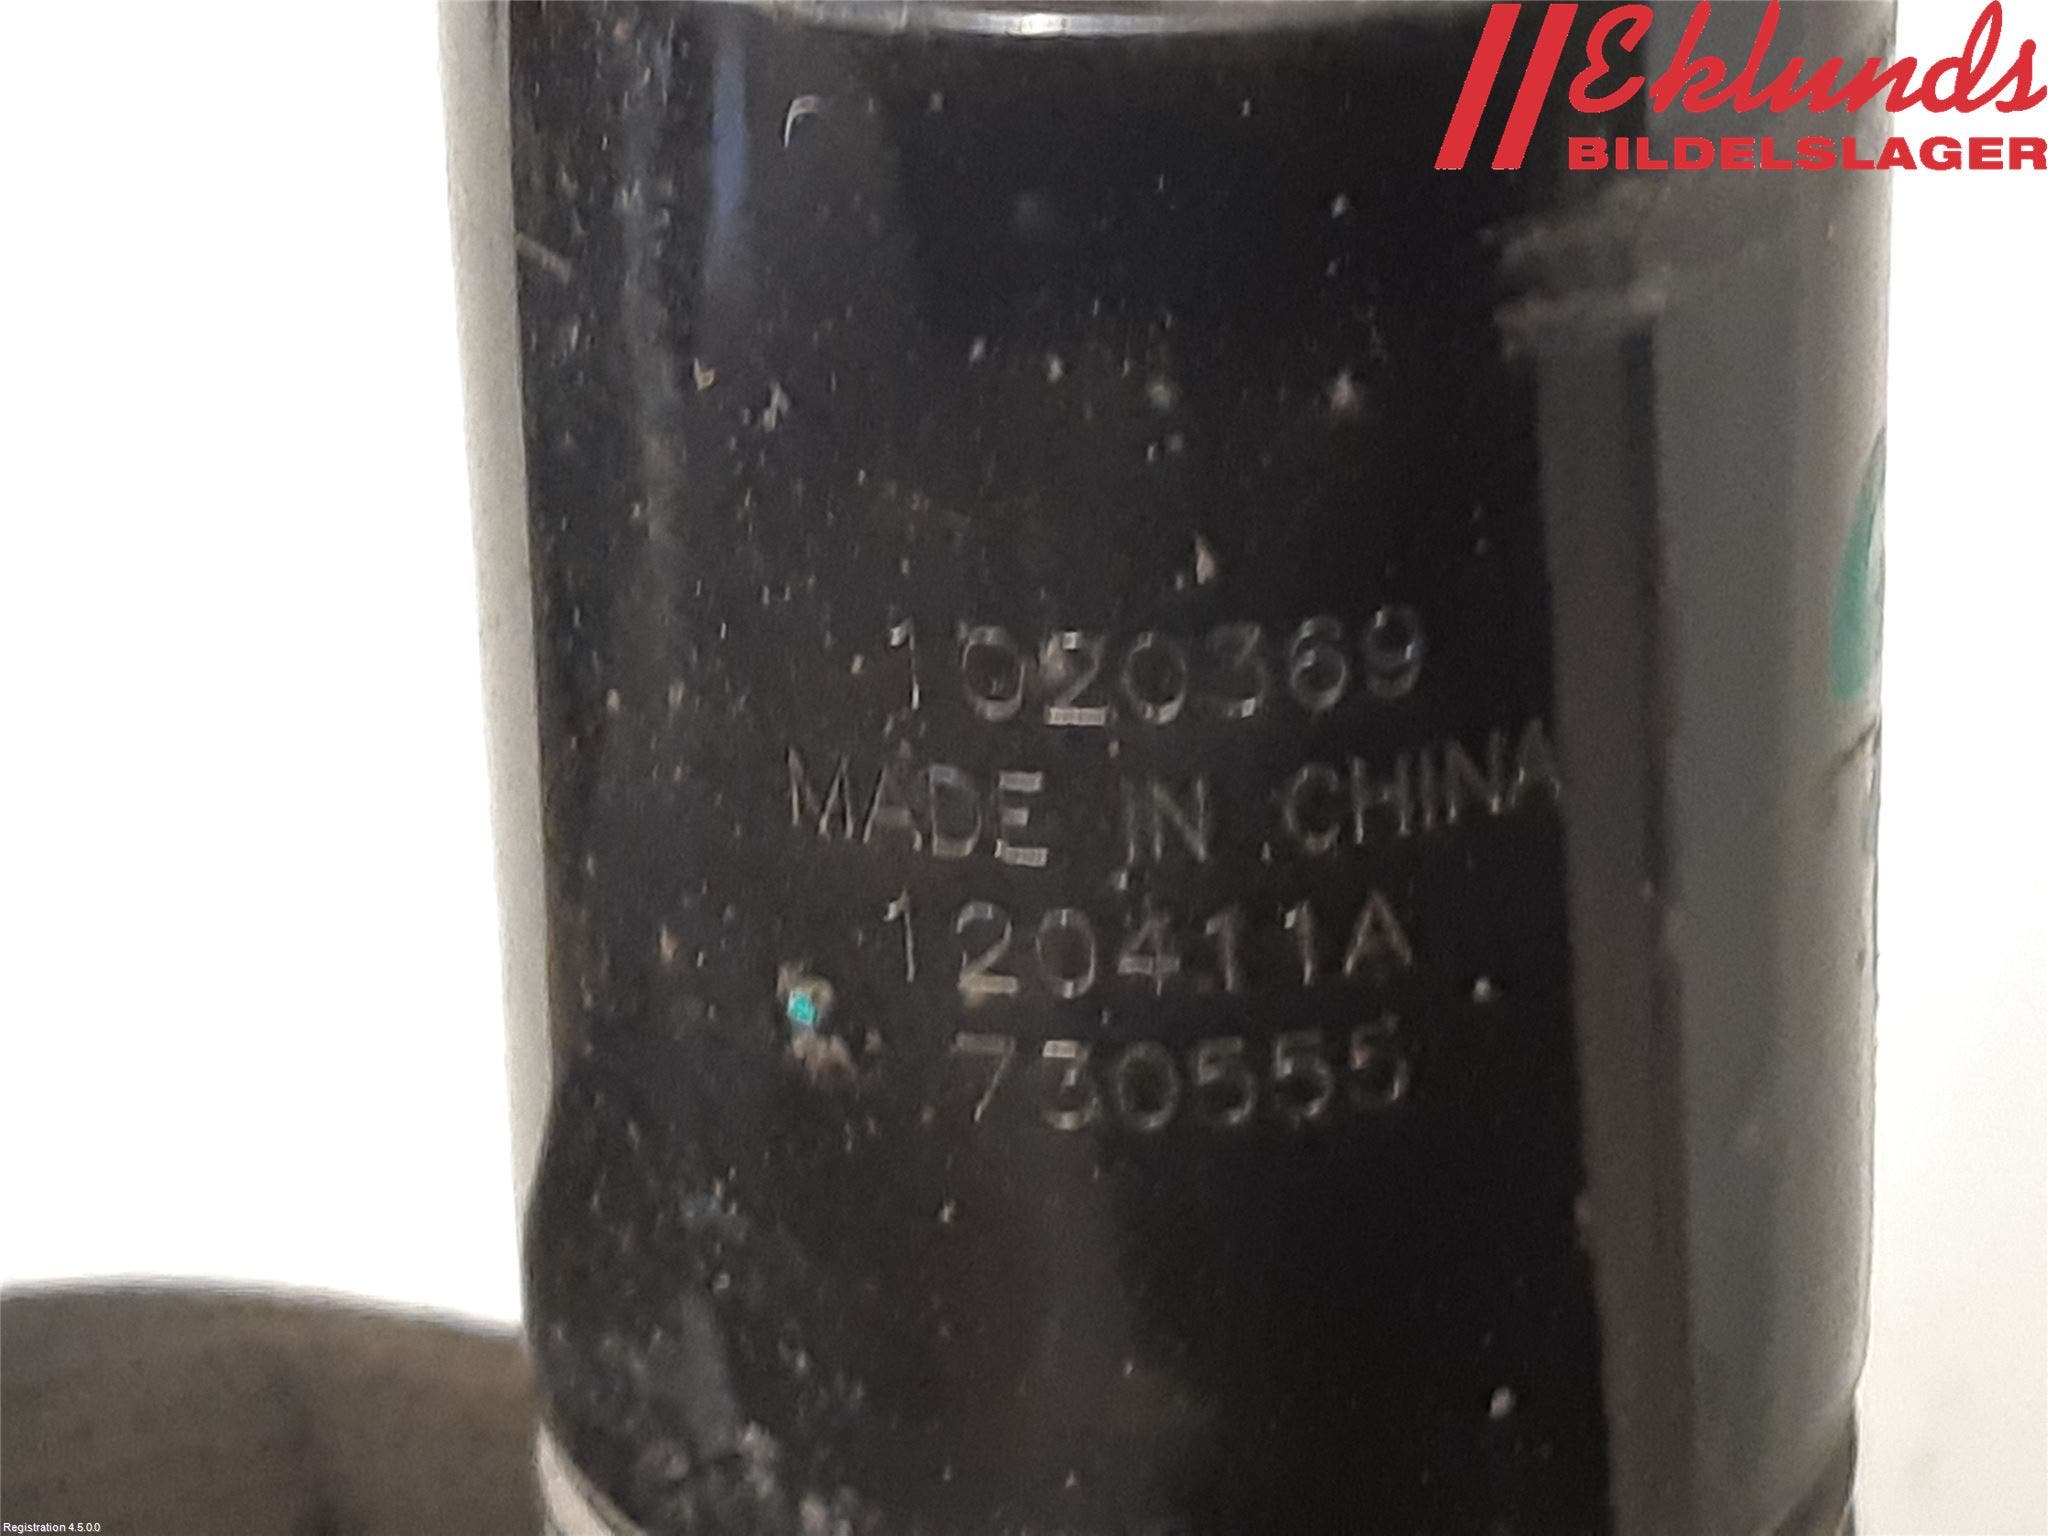 Eklunds
BILDELSLAGER
1020369
MADE IN CHINA
120411A
730555
Registration 4.5.0.0